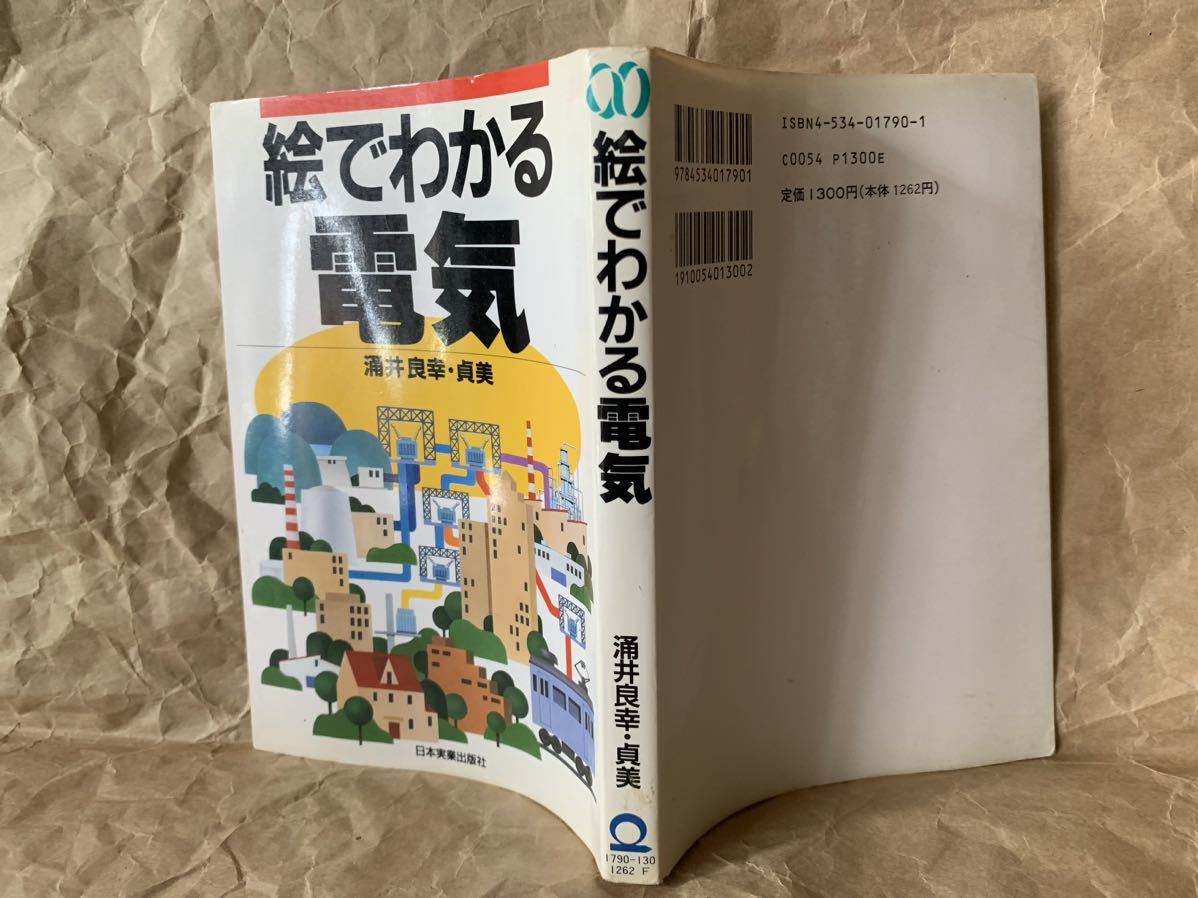 絵でわかる
電気
涌井良幸・貞美
日本実業出版社
絵でわかる電気
涌井良幸・貞美
1790-130
1262 F
9784534017901
1910054013002
ISBN4-534-01790-1
C0054 P1300E
定価1300円(本体1262円)